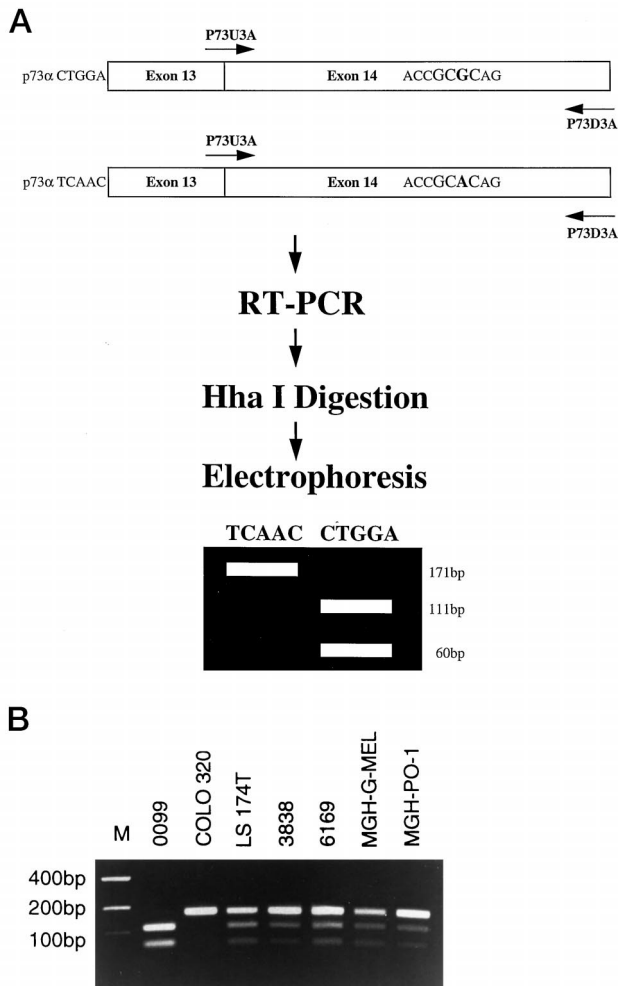 A
P73U3A
p73α CTGGA Exon 13 Exon 14 ACCGCGCAG
P73D3A
P73U3A
p73α TCAAC Exon 13 Exon 14 ACCGCACAG
P73D3A
RT-PCR
Hha I Digestion
Electrophoresis
TCAAC CTGGA
171bp
111bp
60bp
B
M 0099 COLO 320 LS 174T 3838 6169 MGH-G-MEL MGH-PO-1
400bp
200bp
100bp